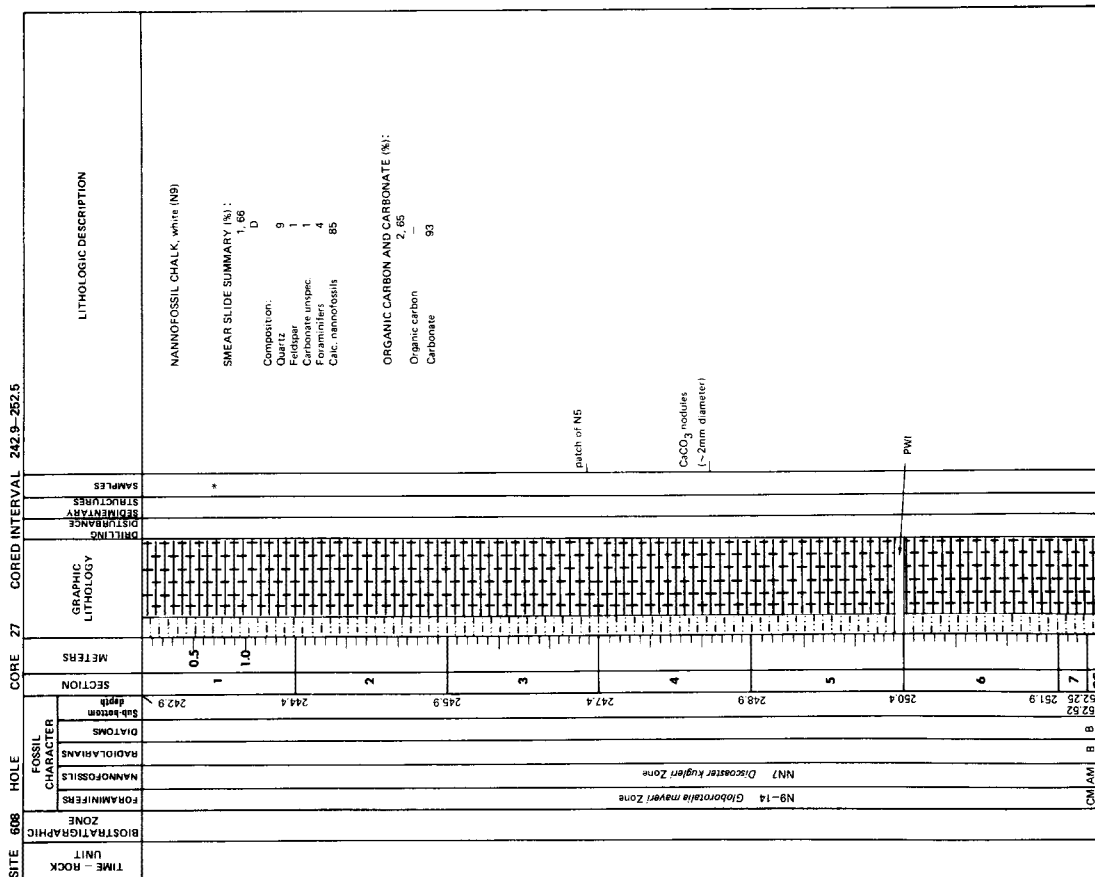 SITE 608 HOLE CORE 27 CORED INTERVAL 242.9–252.5
TIME – ROCK
UNIT
BIOSTRATIGRAPHIC
ZONE
FOSSIL
CHARACTER
FORAMINIFERS
NANNOFOSSILS
RADIOLARIANS
DIATOMS
Sub-bottom
depth
SECTION
METERS
GRAPHIC
LITHOLOGY
DRILLING
DISTURBANCE
SEDIMENTARY
STRUCTURES
SAMPLES
LITHOLOGIC DESCRIPTION
N9–14 Globorotalia mayeri Zone
NN7 Discoaster kugleri Zone
CM
AM
B
B
242.9
244.4
245.9
247.4
248.9
250.4
251.9
252.25
252.52
1
2
3
4
5
6
7
0.5
1.0
*
NANNOFOSSIL CHALK, white (N9)
SMEAR SLIDE SUMMARY (%):
1, 66
D
Composition:
Quartz 9
Feldspar 1
Carbonate unspec. 1
Foraminifers 4
Calc. nannofossils 85
ORGANIC CARBON AND CARBONATE (%):
2, 65
Organic carbon –
Carbonate 93
patch of N5
CaCO3 nodules
(~2mm diameter)
PWI